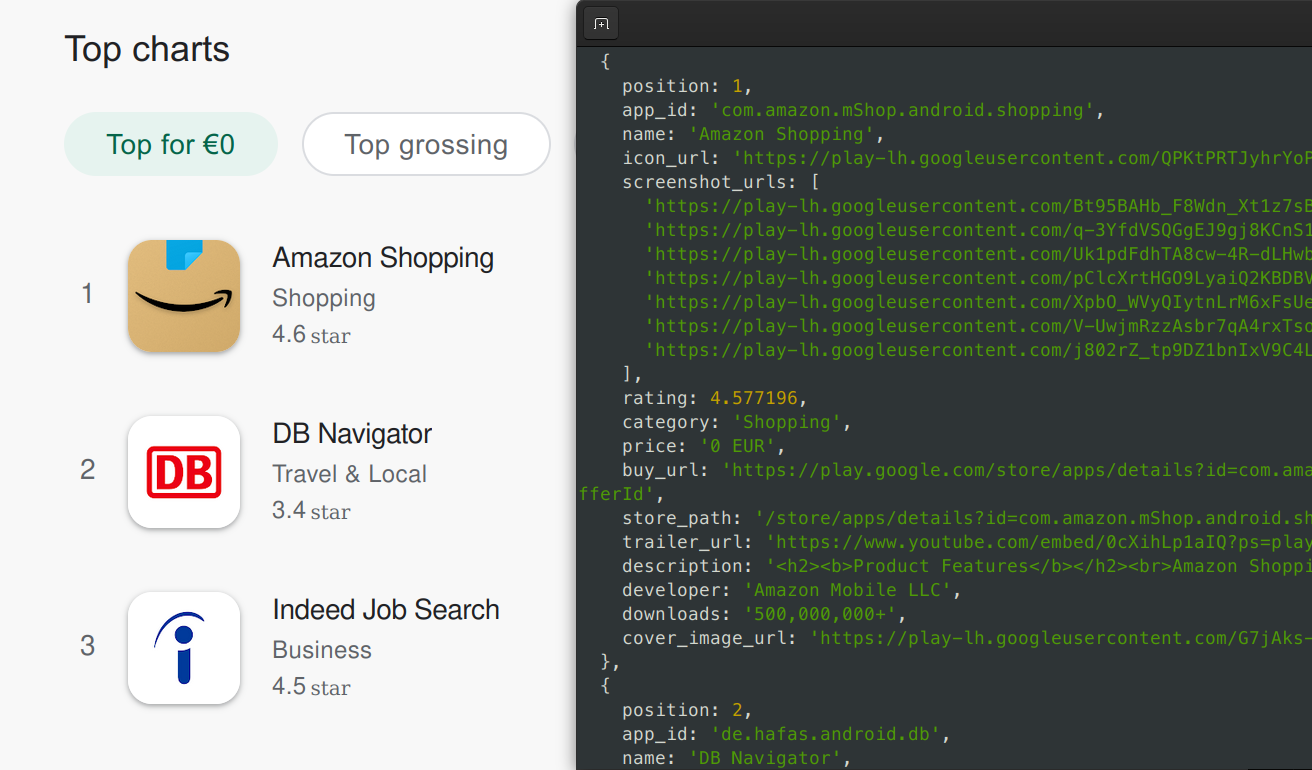 Top charts
Top for €0
Top grossing
1
Amazon Shopping
Shopping
4.6 star
2
DB
DB Navigator
Travel & Local
3.4 star
3
i
Indeed Job Search
Business
4.5 star
{
position: 1,
app_id: 'com.amazon.mShop.android.shopping',
name: 'Amazon Shopping',
icon_url: 'https://play-lh.googleusercontent.com/QPKtPRTJyhrYoP
screenshot_urls: [
'https://play-lh.googleusercontent.com/Bt95BAHb_F8Wdn_Xt1z7sB
'https://play-lh.googleusercontent.com/q-3YfdVSQGgEJ9gj8KCnS1
'https://play-lh.googleusercontent.com/Uk1pdFdhTA8cw-4R-dLHwb
'https://play-lh.googleusercontent.com/pClcXrtHGO9LyaiQ2KBDBV
'https://play-lh.googleusercontent.com/XpbO_WVyQIytnLrM6xFsUe
'https://play-lh.googleusercontent.com/V-UwjmRzzAsbr7qA4rxTso
'https://play-lh.googleusercontent.com/j802rZ_tp9DZ1bnIxV9C4L
],
rating: 4.577196,
category: 'Shopping',
price: '0 EUR',
buy_url: 'https://play.google.com/store/apps/details?id=com.ama
fferId',
store_path: '/store/apps/details?id=com.amazon.mShop.android.sh
trailer_url: 'https://www.youtube.com/embed/0cXihLp1aIQ?ps=play
description: '<h2><b>Product Features</b></h2><br>Amazon Shoppi
developer: 'Amazon Mobile LLC',
downloads: '500,000,000+',
cover_image_url: 'https://play-lh.googleusercontent.com/G7jAks-
},
{
position: 2,
app_id: 'de.hafas.android.db',
name: 'DB Navigator',